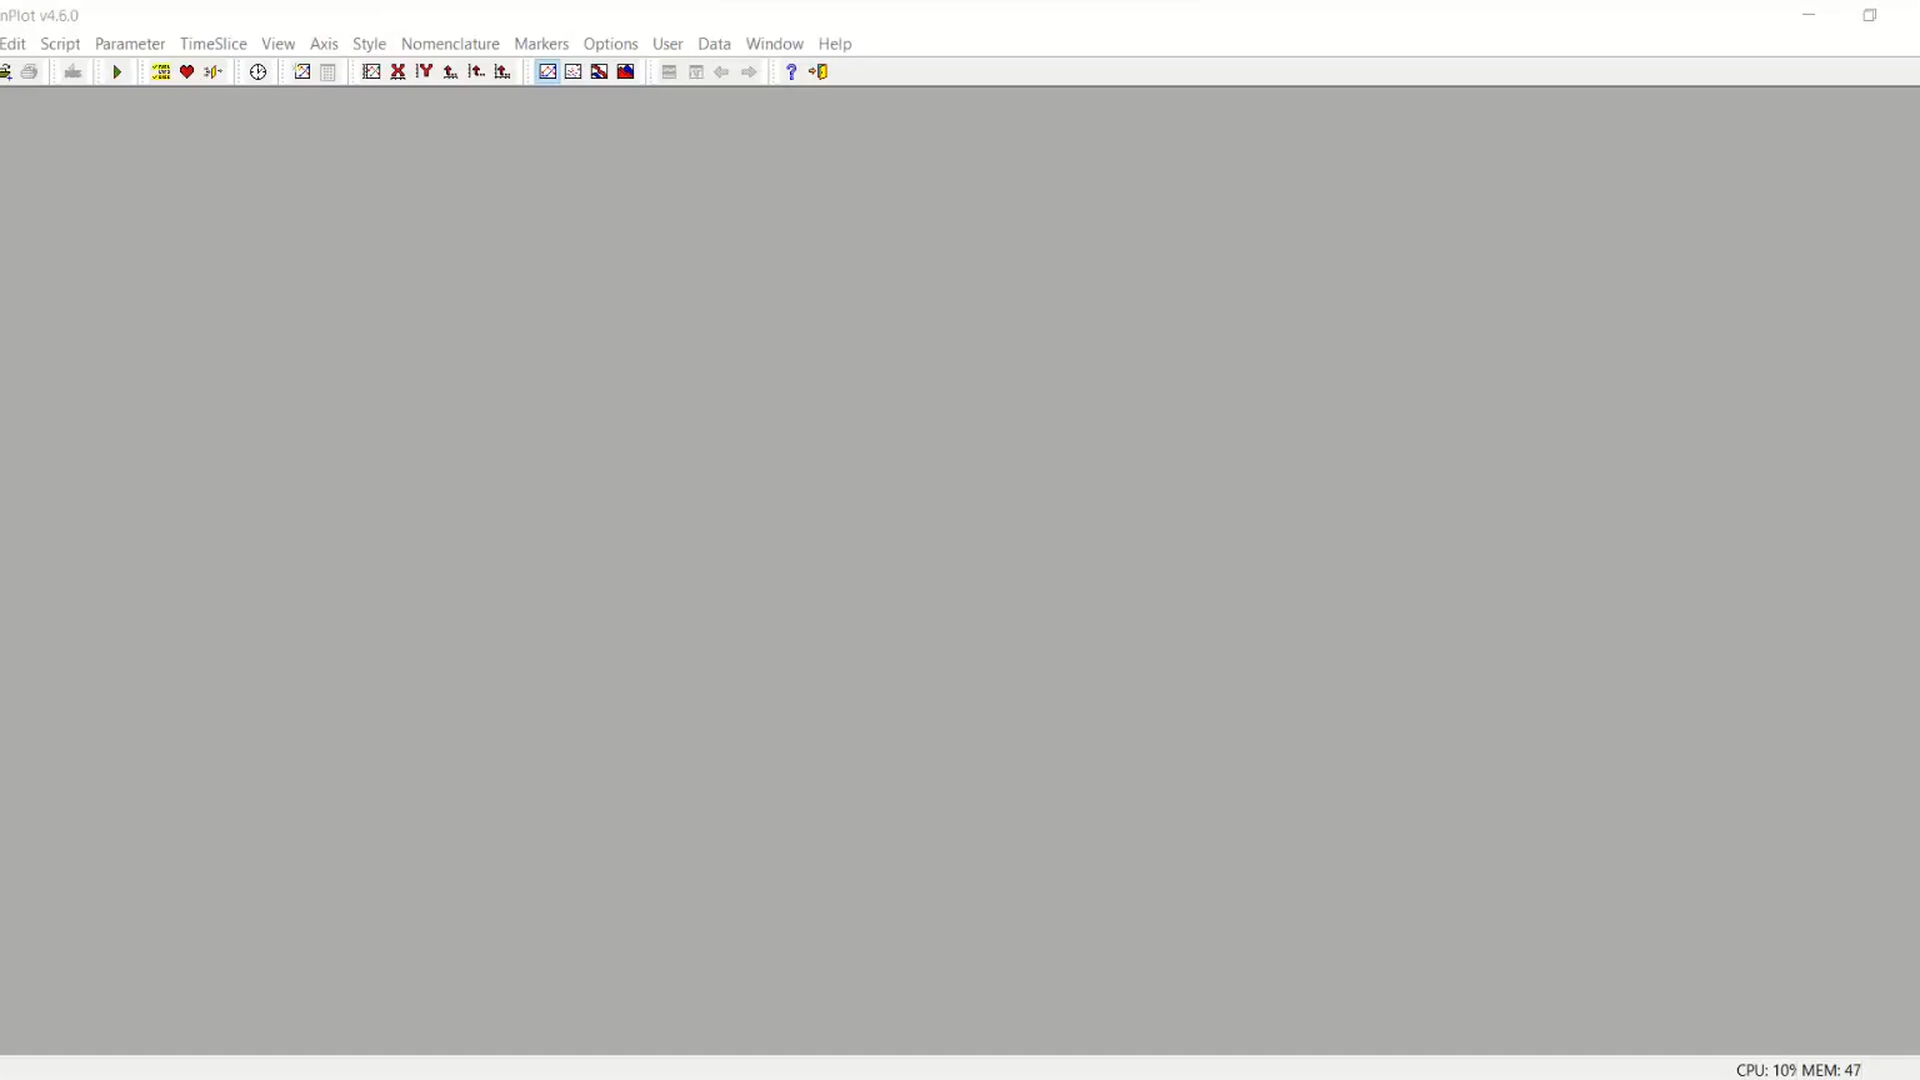 nPlot v4.6.0
Edit Script Parameter TimeSlice View Axis Style Nomenclature Markers Options User Data Window Help
CPU: 10% MEM: 47